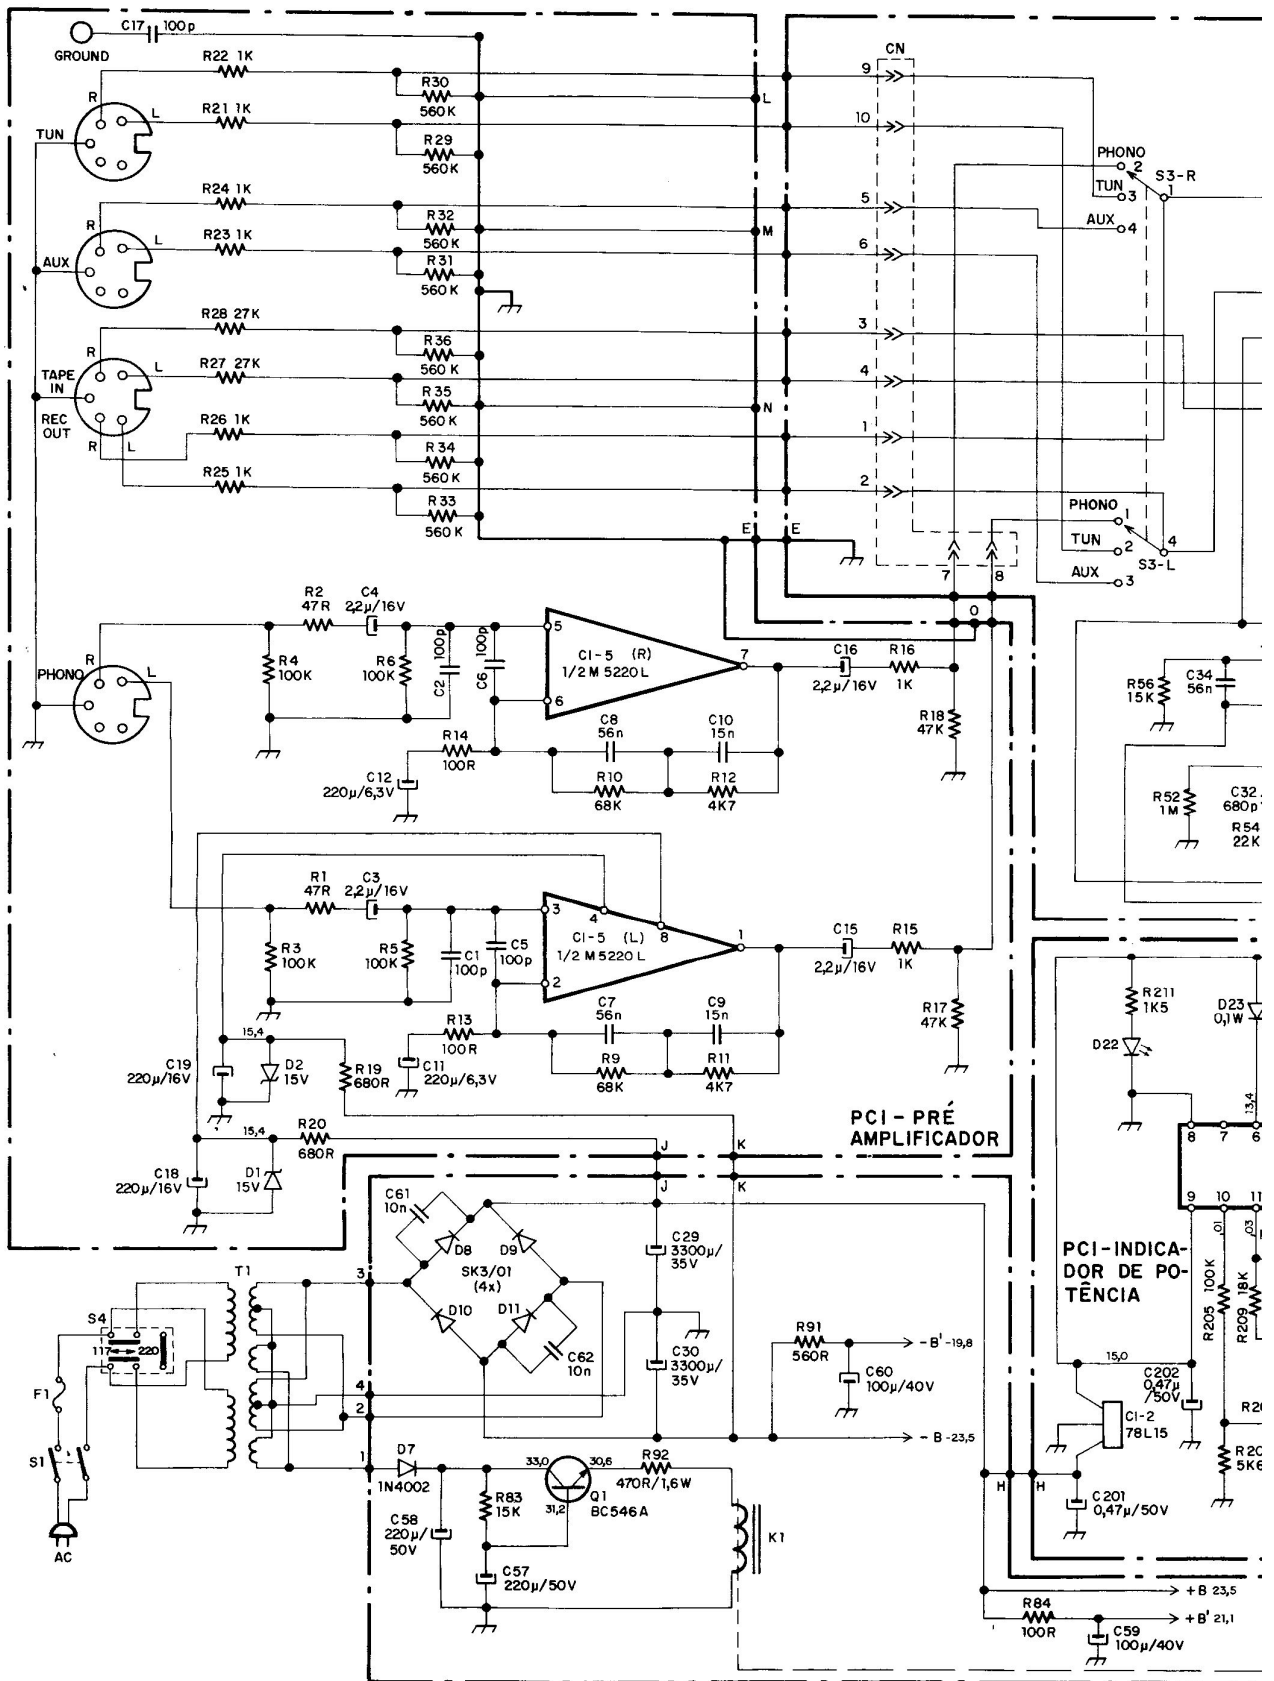 C17 100p
GROUND
R22 1K
R
R30
560K
L
CN
9
R21 1K
L
TUN
R29
560K
10
PHONO
2
S3-R
TUN
3
1
AUX
4
R24 1K
R
R32
560K
M
5
R23 1K
L
AUX
R31
560K
6
R28 27K
R
R36
560K
3
TAPE
IN
R27 27K
L
R35
560K
N
4
REC
OUT
R
L
R26 1K
R34
560K
1
R25 1K
R33
560K
2
PHONO
1
TUN
2
4
S3-L
AUX
3
E
E
7
8
O
R2
47R
C4
2,2µ/16V
PHONO
R
L
R4
100K
R6
100K
C2
100p
C6
100p
5
CI-5 (R)
1/2 M 5220L
7
6
C16
2,2µ/16V
R16
1K
R18
47K
R14
100R
C12
220µ/6,3V
C8
56n
C10
15n
R10
68K
R12
4K7
R56
15K
C34
56n
R52
1M
C32
680p
R54
22K
R1
47R
C3
2,2µ/16V
R3
100K
R5
100K
C1
100p
C5
100p
3
4
CI-5 (L)
8
1/2 M 5220L
1
2
C15
2,2µ/16V
R15
1K
R17
47K
R13
100R
C11
220µ/6,3V
C7
56n
C9
15n
R9
68K
R11
4K7
15,4
C19
220µ/16V
D2
15V
R19
680R
15,4
R20
680R
C18
220µ/16V
D1
15V
PCI - PRÉ
AMPLIFICADOR
J
K
J
K
R211
1K5
D22
D23
0,1W
13,4
8
7
6
9
10
11
,01
,03
PCI - INDICA-
DOR DE PO-
TÊNCIA
R205 100K
R209 18K
15,0
C202
0,47µ
/50V
CI-2
78L15
R20
R20
5K6
C201
0,47µ/50V
H
H
C61
10n
D8
D9
SK3/01
(4x)
D10
D11
C62
10n
C29
3300µ/
35V
C30
3300µ/
35V
R91
560R
C60
100µ/40V
- B' -19,8
- B -23,5
T1
3
4
2
1
S4
117
220
F1
S1
AC
D7
1N4002
33,0
30,6
31,2
Q1
BC546A
R92
470R/1,6W
R83
15K
C58
220µ/
50V
C57
220µ/50V
K1
+ B 23,5
R84
100R
+ B' 21,1
C59
100µ/40V